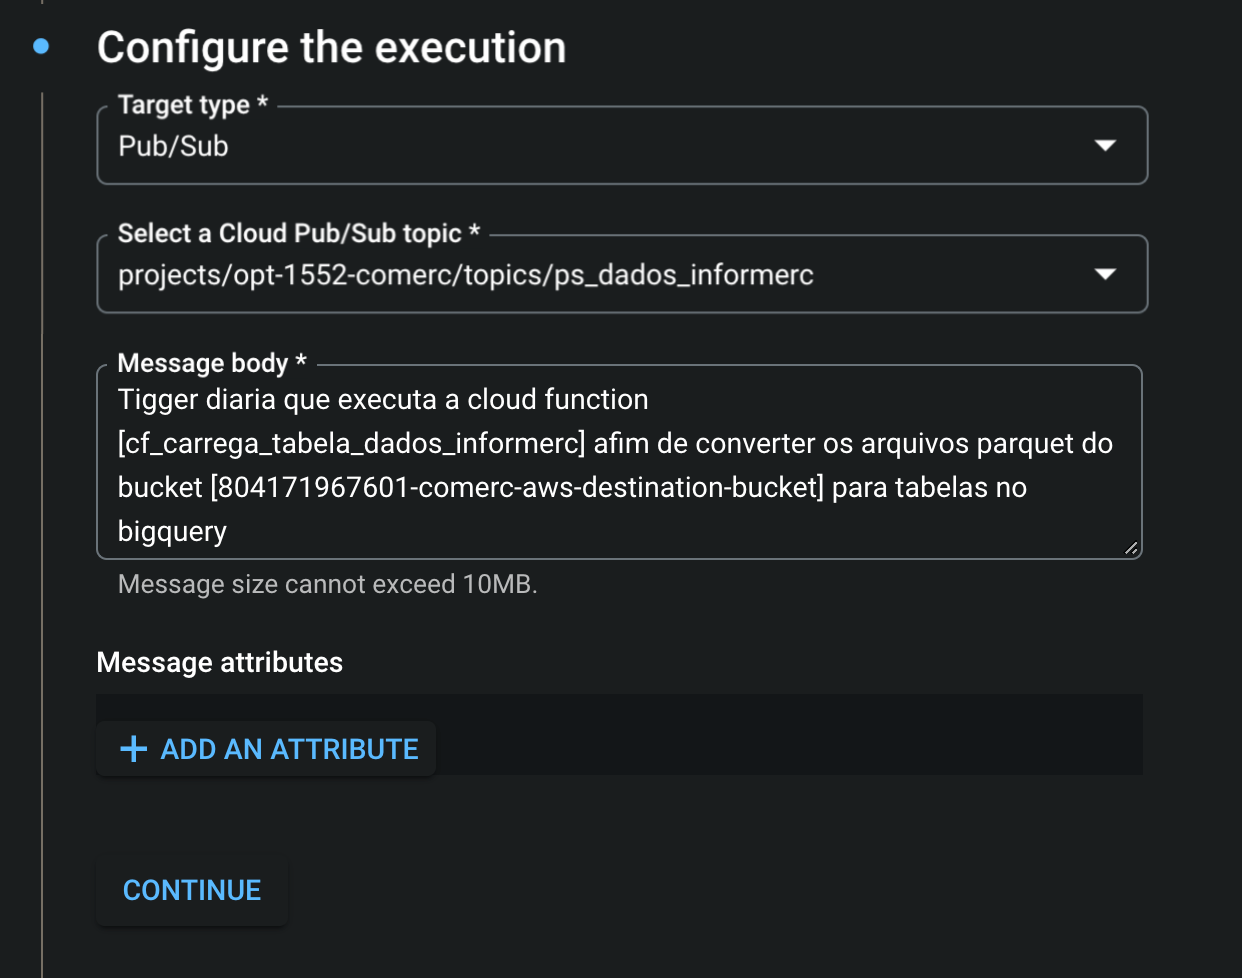 Configure the execution
Target type *
Pub/Sub
Select a Cloud Pub/Sub topic *
projects/opt-1552-comerc/topics/ps_dados_informerc
Message body *
Tigger diaria que executa a cloud function
[cf_carrega_tabela_dados_informerc] afim de converter os arquivos parquet do
bucket [804171967601-comerc-aws-destination-bucket] para tabelas no
bigquery
Message size cannot exceed 10MB.
Message attributes
+ ADD AN ATTRIBUTE
CONTINUE